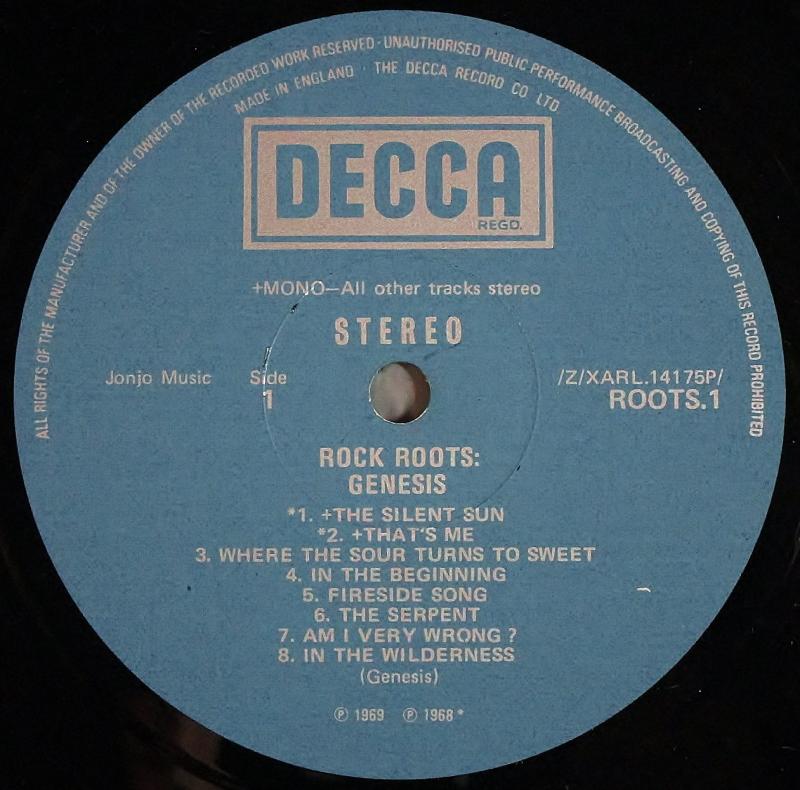 ALL RIGHTS OF THE MANUFACTURER AND OF THE OWNER OF THE RECORDED WORK RESERVED · UNAUTHORISED PUBLIC PERFORMANCE BROADCASTING AND COPYING OF THIS RECORD PROHIBITED
MADE IN ENGLAND · THE DECCA RECORD CO LTD
DECCA
REGD.
+MONO—All other tracks stereo
STEREO
Jonjo Music Side /Z/XARL.14175P/
1 ROOTS.1
ROCK ROOTS:
GENESIS
*1. +THE SILENT SUN
*2. +THAT'S ME
3. WHERE THE SOUR TURNS TO SWEET
4. IN THE BEGINNING
5. FIRESIDE SONG
6. THE SERPENT
7. AM I VERY WRONG ?
8. IN THE WILDERNESS
(Genesis)
℗ 1969 ℗ 1968*